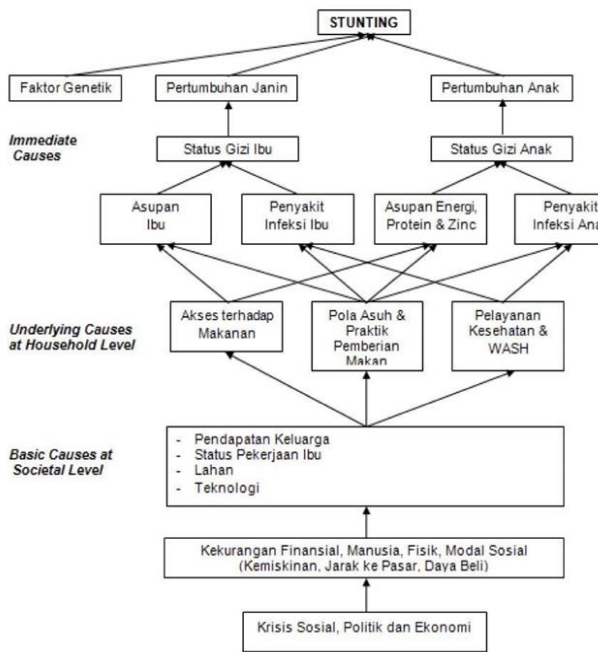 STUNTING
Faktor Genetik
Pertumbuhan Janin
Pertumbuhan Anak
Immediate
Causes
Status Gizi Ibu
Status Gizi Anak
Asupan
Ibu
Penyakit
Infeksi Ibu
Asupan Energi,
Protein & Zinc
Penyakit
Infeksi Ana
Underlying Causes
at Household Level
Akses terhadap
Makanan
Pola Asuh &
Praktik
Pemberian
Makan
Pelayanan
Kesehatan &
WASH
Basic Causes at
Societal Level
- Pendapatan Keluarga
- Status Pekerjaan Ibu
- Lahan
- Teknologi
Kekurangan Finansial, Manusia, Fisik, Modal Sosial
(Kemiskinan, Jarak ke Pasar, Daya Beli)
Krisis Sosial, Politik dan Ekonomi